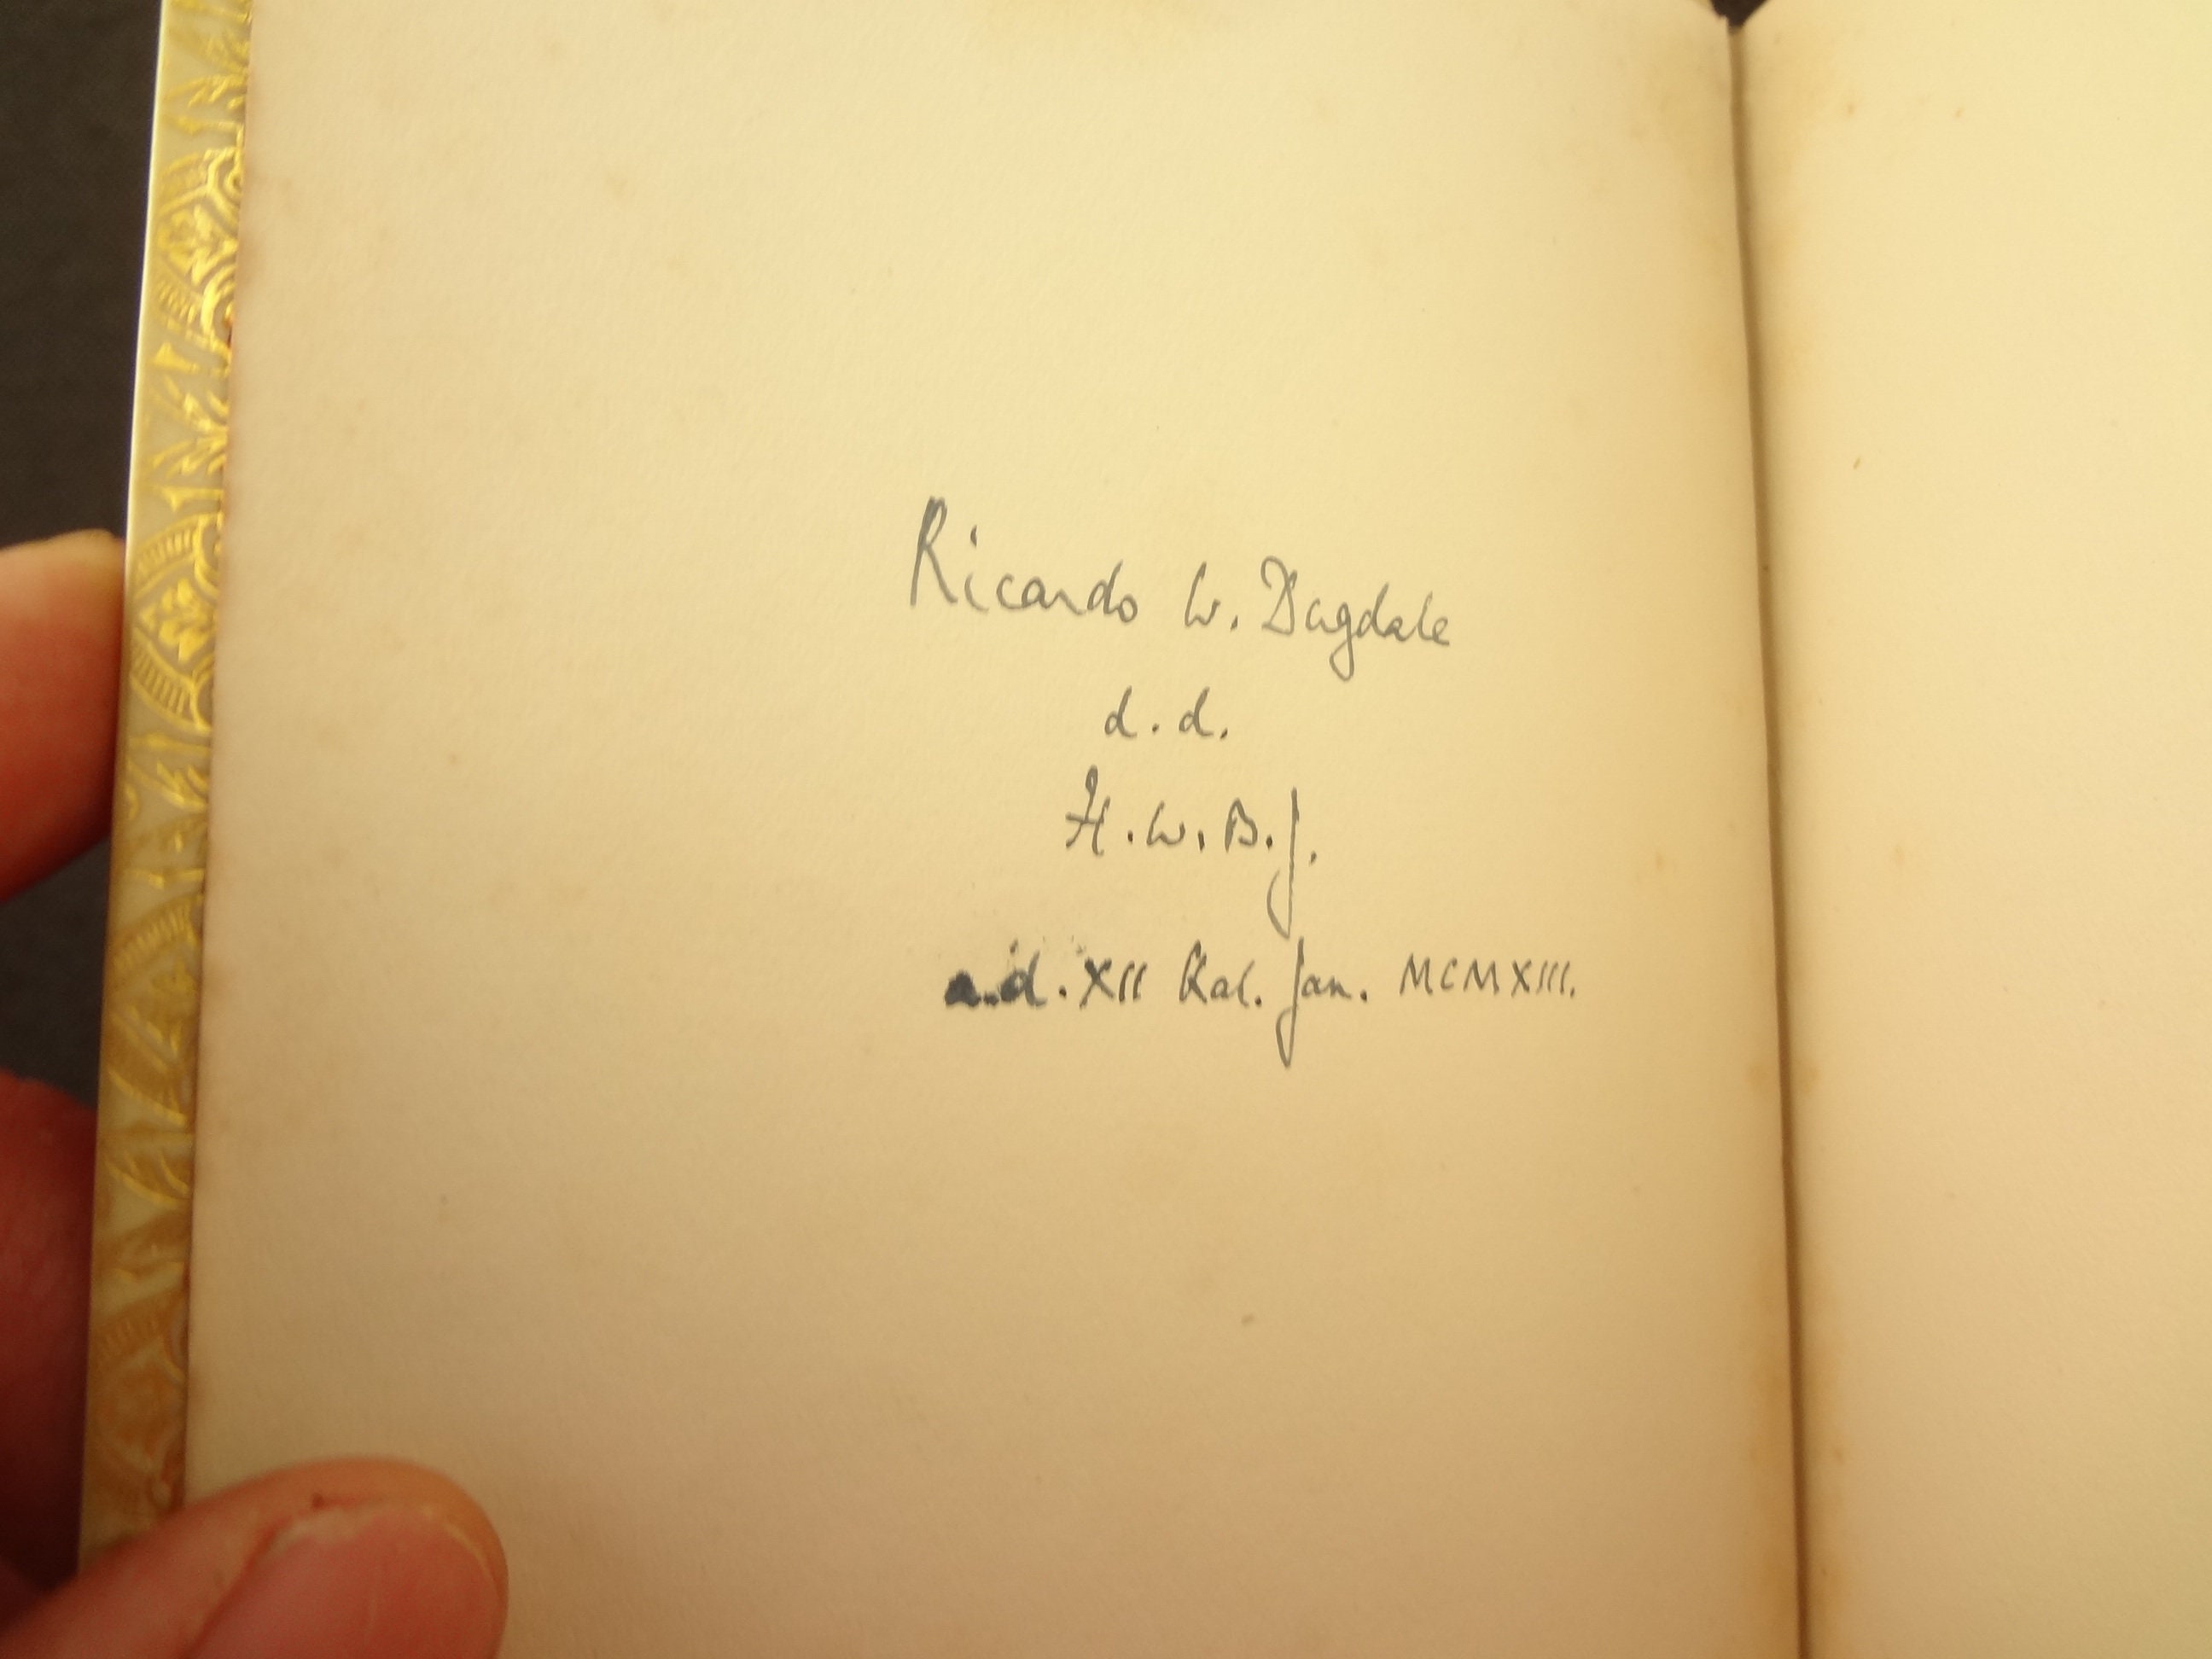 Ricardo W. Dugdale
d. d.
H. W. B. J.
a.d. XII Kal. Jan. MCMXIII.